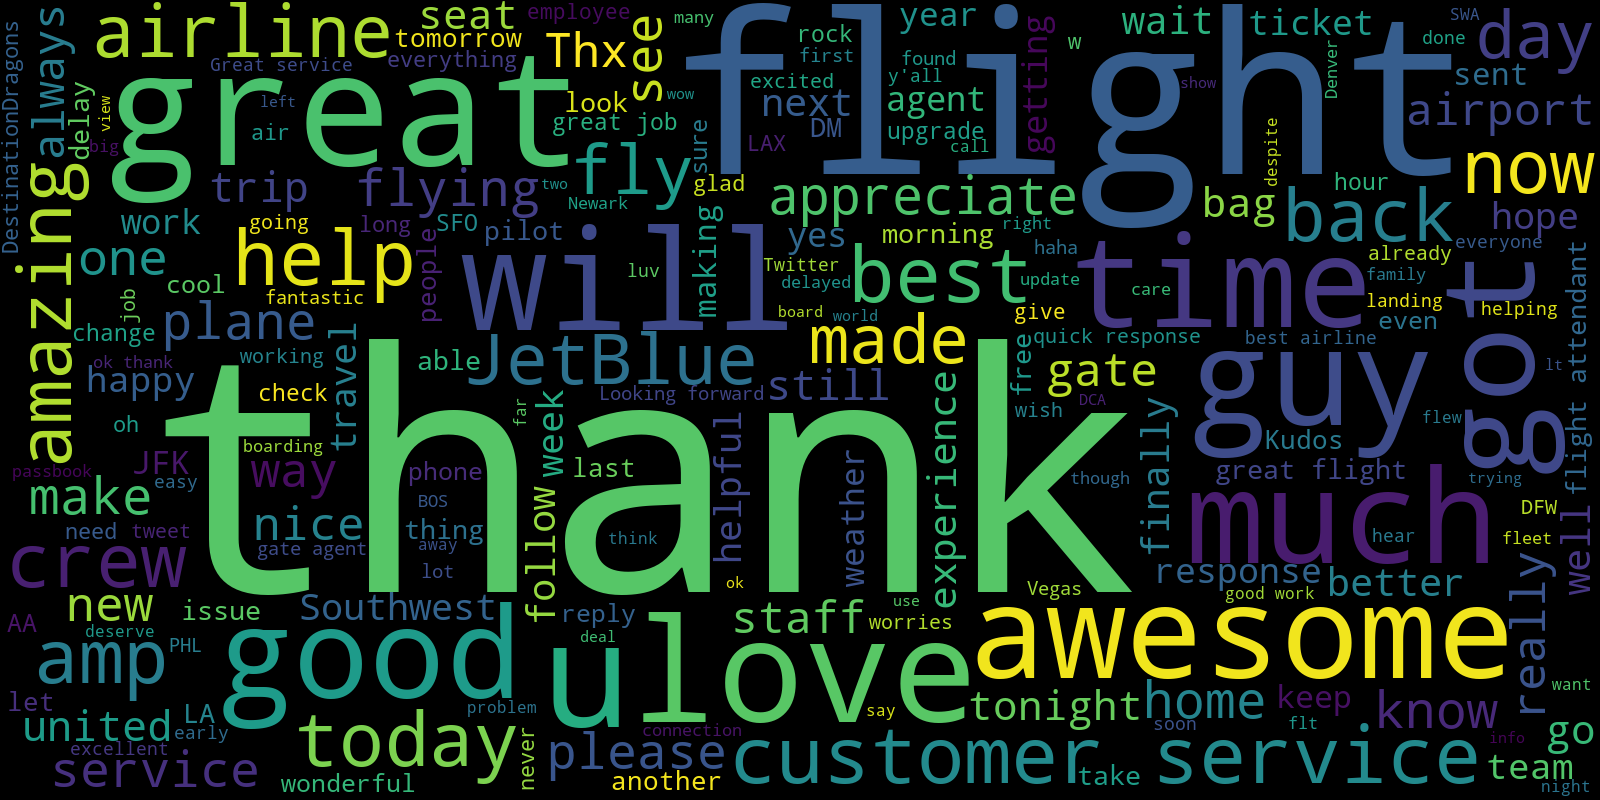 DestinationDragons
always
airline
great
Great service
tomorrow
seat
employee
everything
Thx
see
many
flight
rock
first
year
found
y'all
excited
agent
upgrade
call
next
DM
LAX
getting
W
wait
ticket
Denver
show
SWA
done
day
sent
airport
delay
view
big
left
air
look
great job
wow
sure
fly
two
Newark
glad
appreciate
despite
hour
now
bag
back
hope
everyone
amazing
trip
flying
work
going
long
SFO
pilot
one
help
people
will
making
yes
Twitter
delayed
morning
right
haha
best
update
care
time
already
family
landing
got
helping
cool
luv
fantastic
job
change
plane
board
world
made
give
even
quick response
best airline
guy
flight attendant
lt
ok thank
working
travel
happy
check
able
JetBlue
Looking forward
still
free
gate
wish
DCA
flew
oh
thank
far
boarding
week
helpful
experience
finally
Kudos
passbook
JFK
easy
way
phone
last
weather
though
great flight
trying
make
BOS
follow
much
DFW
well
need
tweet
nice
thing
gate agent
away
think
hear
fleet
crew
lot
ok
response
better
really
new
issue
Southwest
reply
staff
use
worries
Vegas
good work
awesome
AA
deserve
PHL
amp
good
deal
u
love
let
LA
early
united
problem
say
tonight
home
soon
keep
flt
know
want
go
excellent
service
today
never
please
connection
customer service
info
team
wonderful
another
take
night